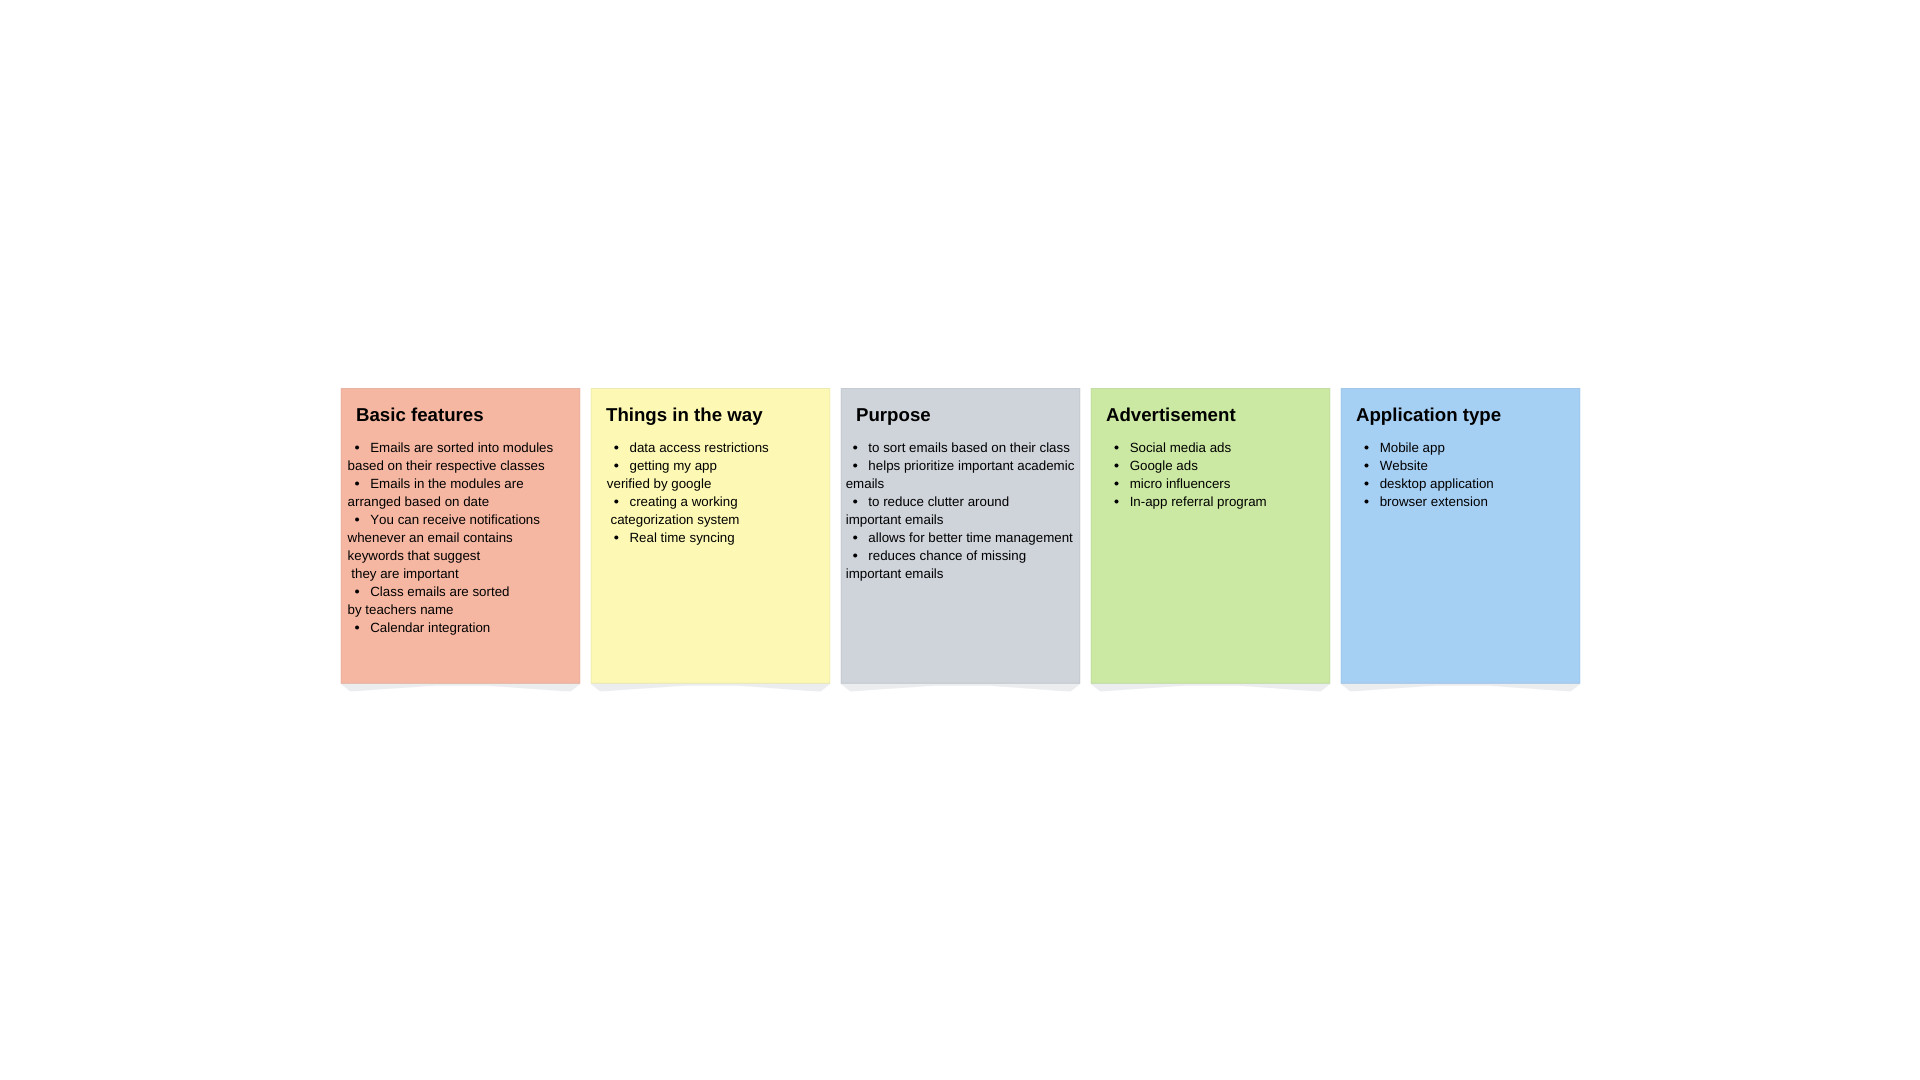 Basic features
• Emails are sorted into modules
based on their respective classes
• Emails in the modules are
arranged based on date
• You can receive notifications
whenever an email contains
keywords that suggest
they are important
• Class emails are sorted
by teachers name
• Calendar integration
Things in the way
• data access restrictions
• getting my app
verified by google
• creating a working
categorization system
• Real time syncing
Purpose
• to sort emails based on their class
• helps prioritize important academic
emails
• to reduce clutter around
important emails
• allows for better time management
• reduces chance of missing
important emails
Advertisement
• Social media ads
• Google ads
• micro influencers
• In-app referral program
Application type
• Mobile app
• Website
• desktop application
• browser extension